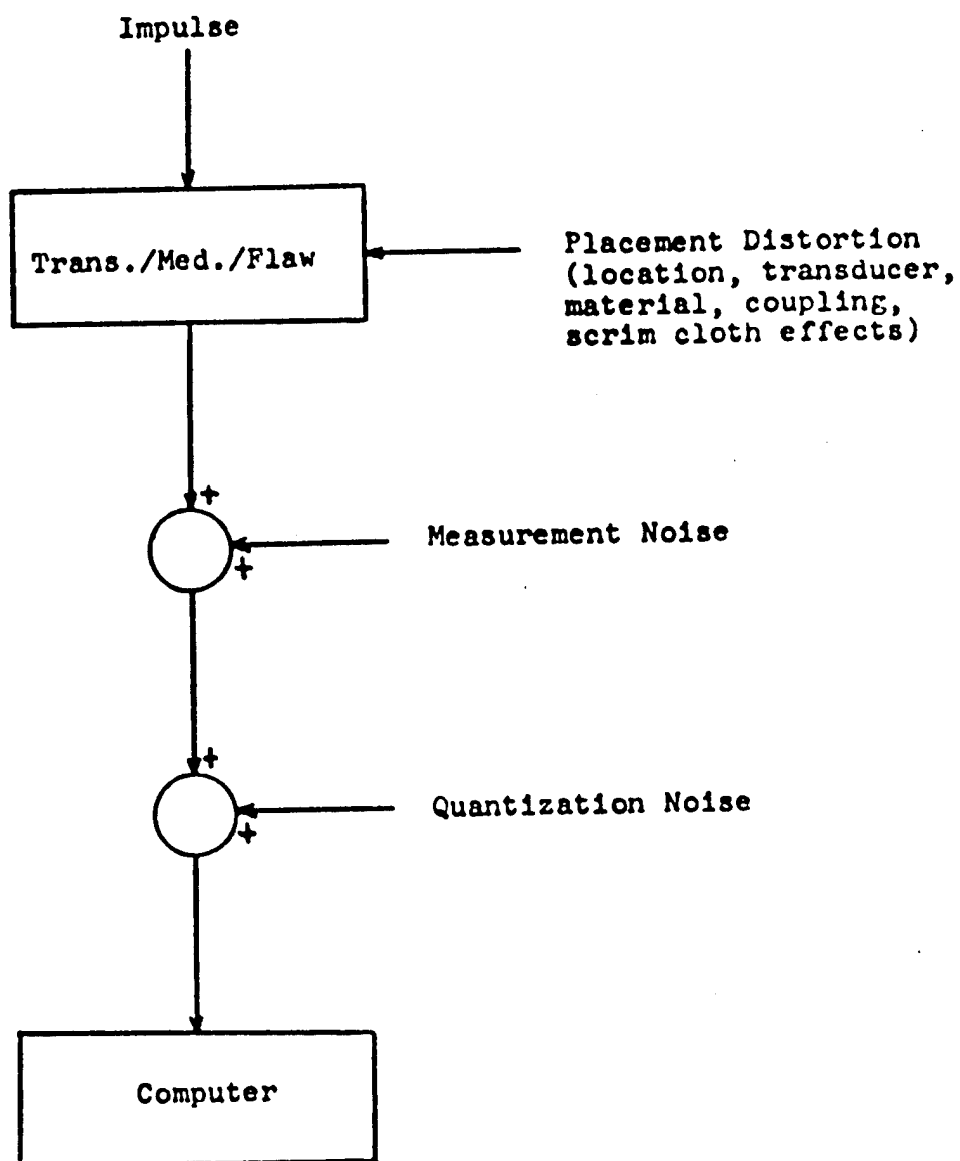 Impulse
Trans./Med./Flaw
Placement Distortion
(location, transducer,
material, coupling,
scrim cloth effects)
+
Measurement Noise
+
+
Quantization Noise
+
Computer